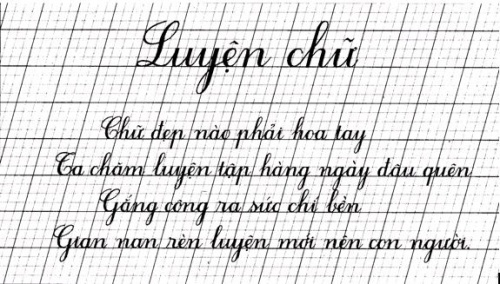 Luyện chữ
Chữ đẹp nào phải hoa tay
Ta chăm luyện tập hàng ngày đâu quên
Gắng công ra sức chí bền
Gian nan rèn luyện mới nên con người.